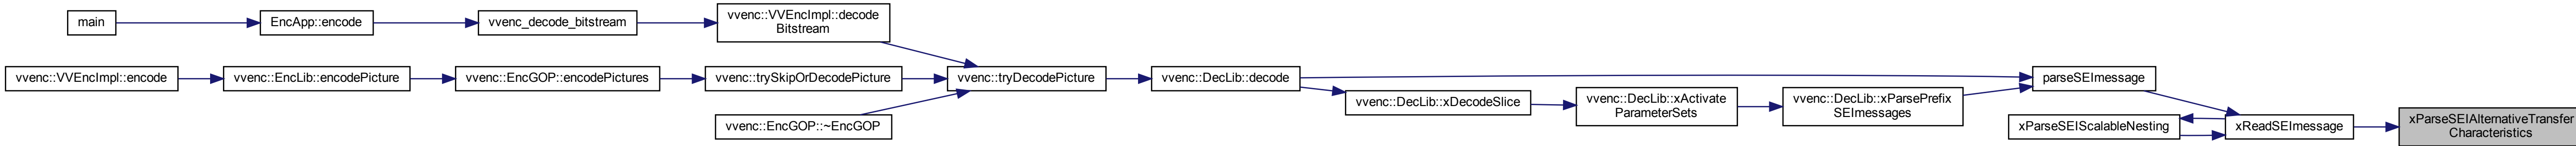 main
EncApp::encode
vvenc_decode_bitstream
vvenc::VVEncImpl::decode
Bitstream
vvenc::VVEncImpl::encode
vvenc::EncLib::encodePicture
vvenc::EncGOP::encodePictures
vvenc::trySkipOrDecodePicture
vvenc::tryDecodePicture
vvenc::DecLib::decode
parseSEImessage
vvenc::EncGOP::~EncGOP
vvenc::DecLib::xDecodeSlice
vvenc::DecLib::xActivate
ParameterSets
vvenc::DecLib::xParsePrefix
SEImessages
xParseSEIScalableNesting
xReadSEImessage
xParseSEIAlternativeTransfer
Characteristics